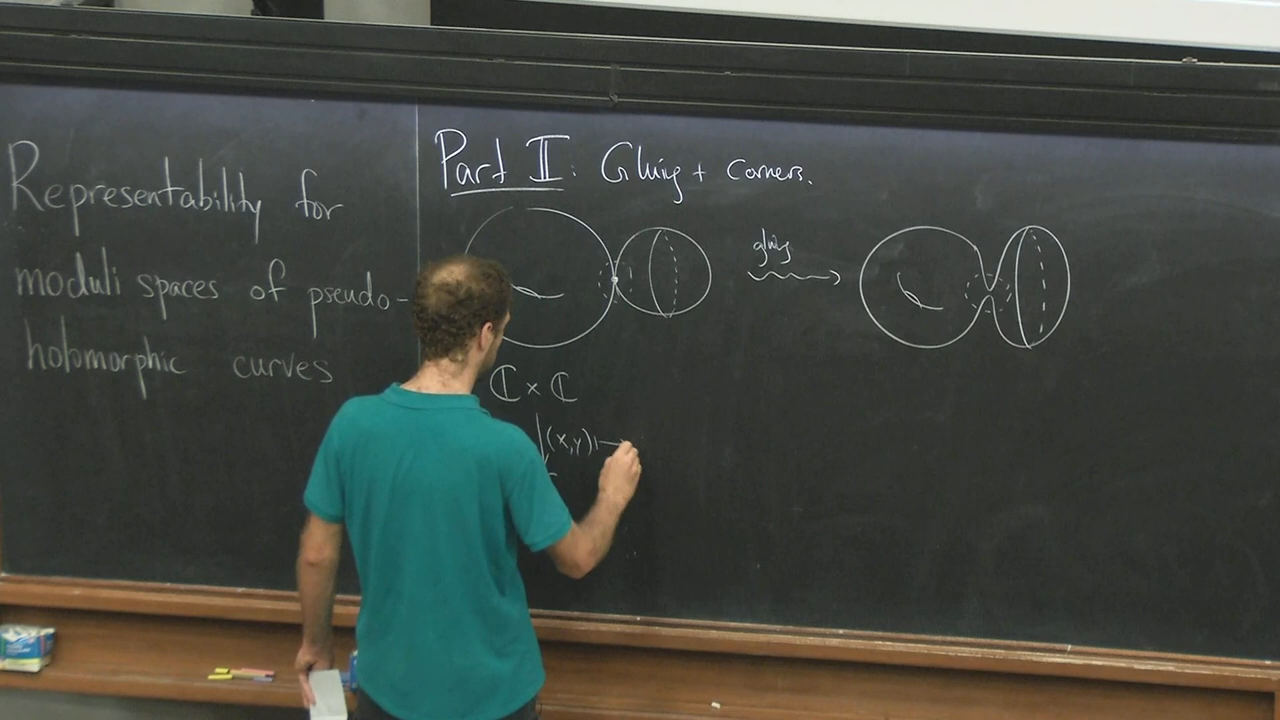 Representability for
moduli spaces of pseudo-
holomorphic curves
Part II: Gluing + corners.
gluing
ℂ × ℂ
(x,y) ↦